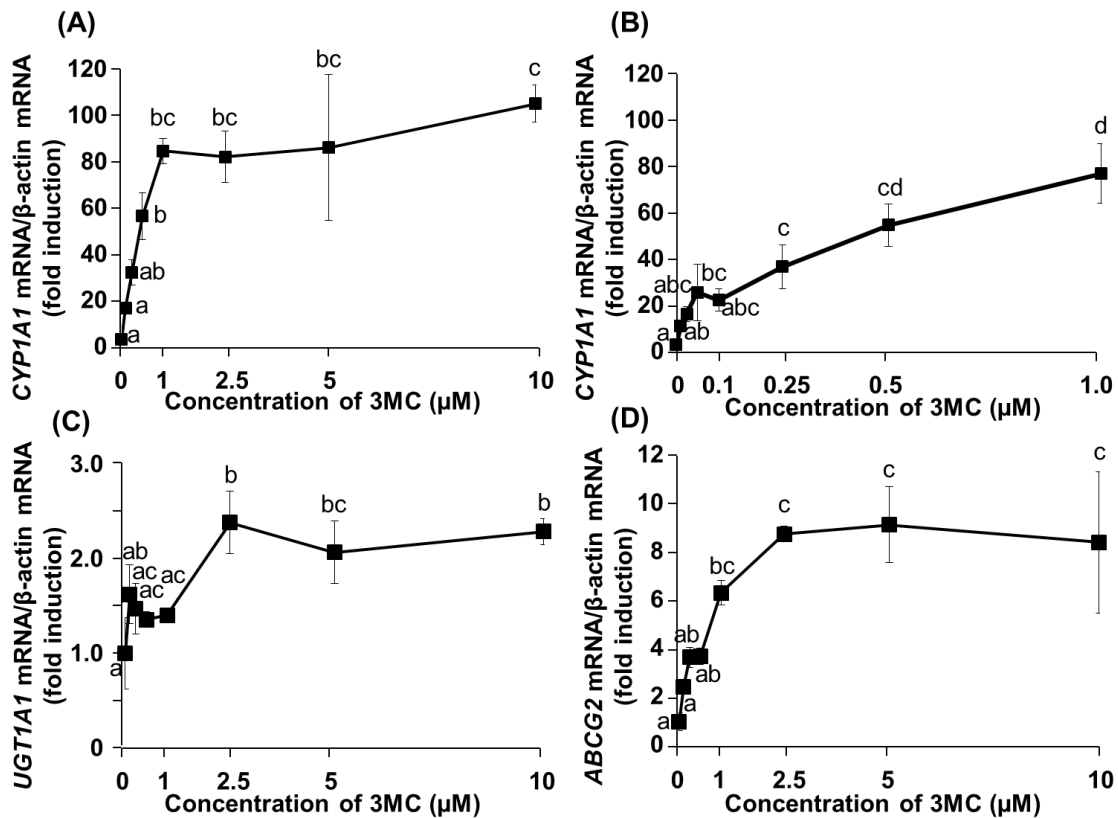 (A)
CYP1A1 mRNA/β-actin mRNA
(fold induction)
120
100
80
60
40
20
0
a
a
ab
b
bc
bc
bc
c
0 1 2.5 5 10
Concentration of 3MC (μM)
(B)
CYP1A1 mRNA/β-actin mRNA
(fold induction)
120
100
80
60
40
20
0
a
ab
abc
bc
abc
c
cd
d
0 0.1 0.25 0.5 1.0
Concentration of 3MC (μM)
(C)
UGT1A1 mRNA/β-actin mRNA
(fold induction)
3.0
2.0
1.0
0
a
ab
ac
ac
ac
b
bc
b
0 1 2.5 5 10
Concentration of 3MC (μM)
(D)
ABCG2 mRNA/β-actin mRNA
(fold induction)
12
10
8
6
4
2
0
a
a
ab
ab
bc
c
c
c
0 1 2.5 5 10
Concentration of 3MC (μM)